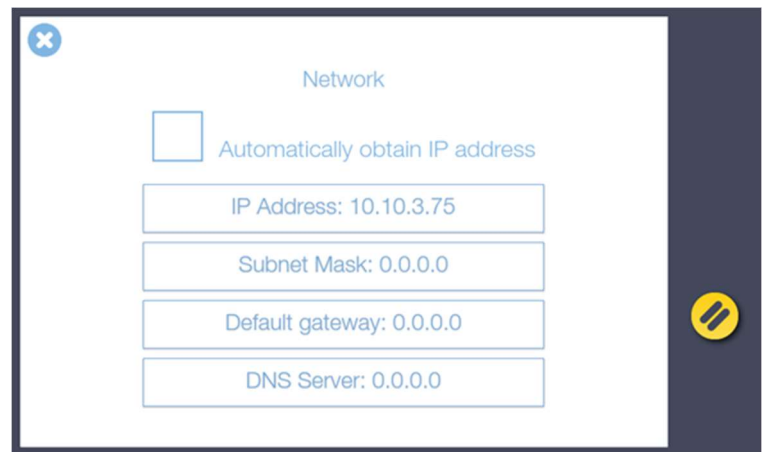 Network
Automatically obtain IP address
IP Address: 10.10.3.75
Subnet Mask: 0.0.0.0
Default gateway: 0.0.0.0
DNS Server: 0.0.0.0